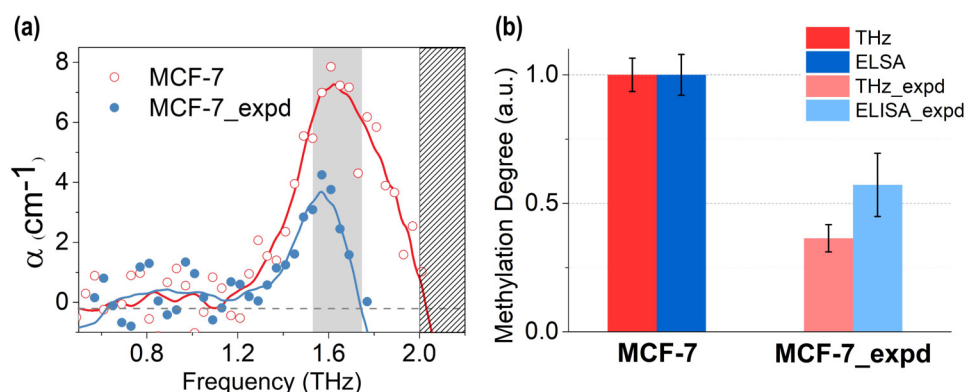 (a)
MCF-7
MCF-7_expd
α (cm-1)
8
6
4
2
0
0.8
1.2
1.6
2.0
Frequency (THz)
(b)
THz
ELSA
THz_expd
ELISA_expd
Methylation Degree (a.u.)
1.0
0.5
0.0
MCF-7
MCF-7_expd